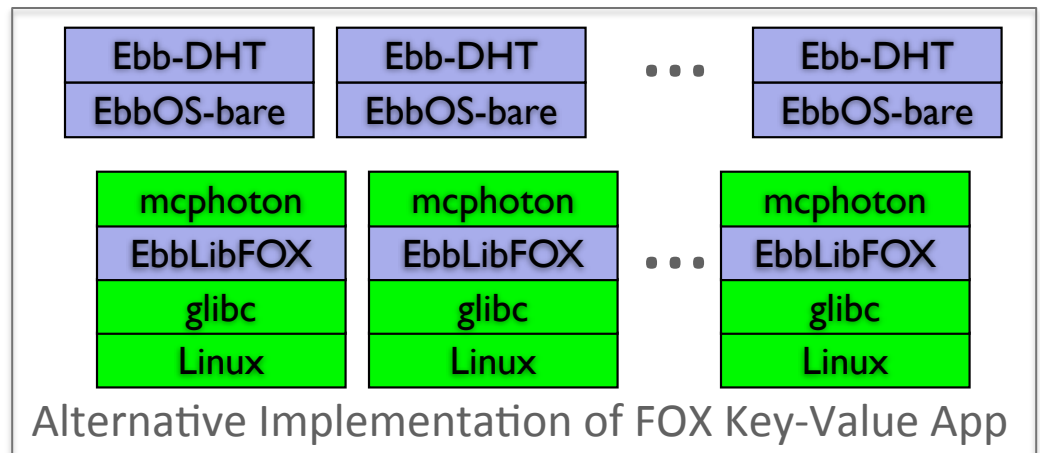 Ebb-DHT Ebb-DHT ... Ebb-DHT
EbbOS-bare EbbOS-bare EbbOS-bare
mcphoton mcphoton mcphoton
EbbLibFOX EbbLibFOX ... EbbLibFOX
glibc glibc glibc
Linux Linux Linux
Alternative Implementation of FOX Key-Value App